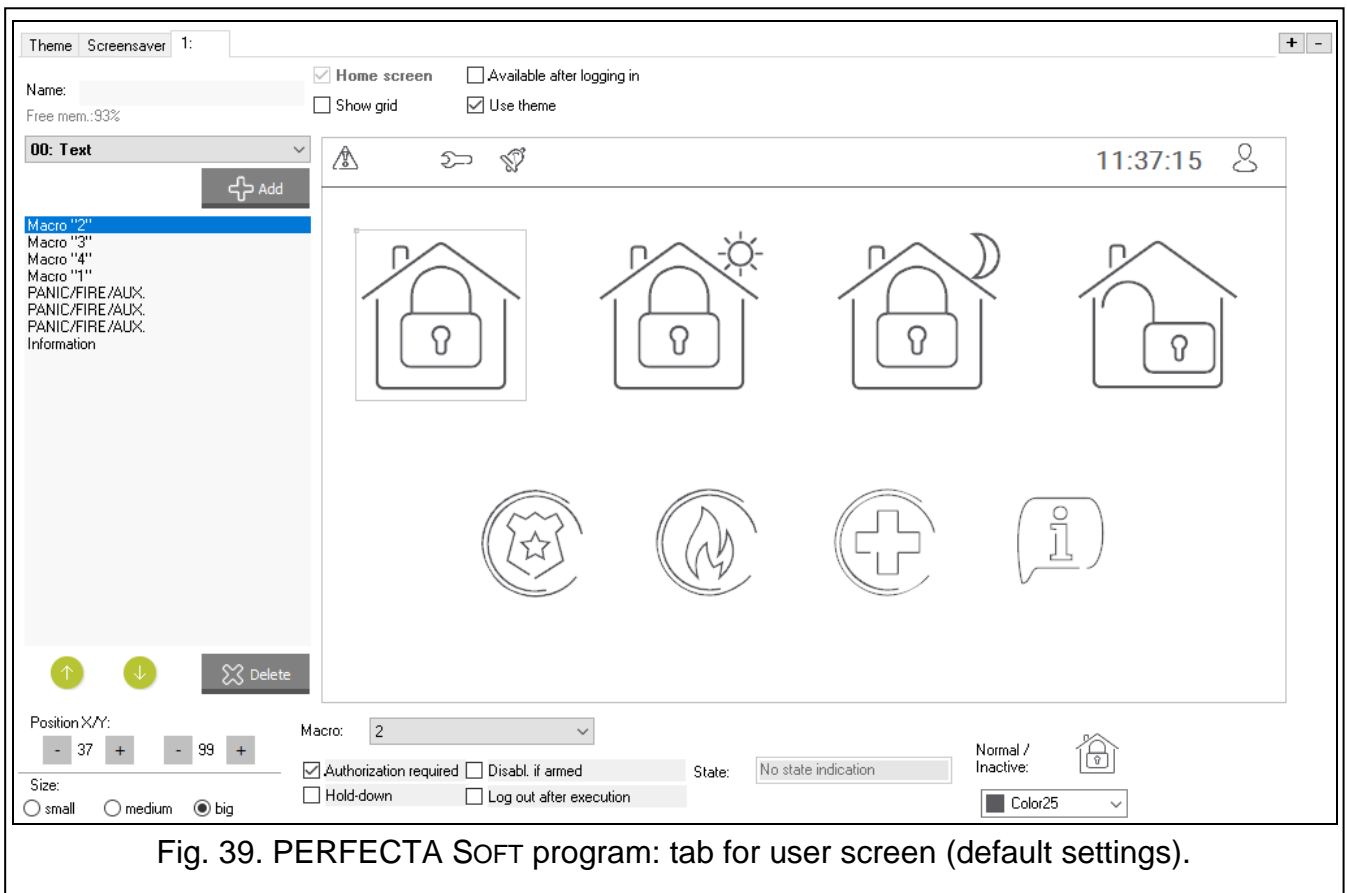 Theme Screensaver 1: + -
Name:
Free mem.:93%
Home screen Available after logging in
Show grid Use theme
00: Text
Add
11:37:15
Macro "2"
Macro "3"
Macro "4"
Macro "1"
PANIC/FIRE/AUX.
PANIC/FIRE/AUX.
PANIC/FIRE/AUX.
Information
Delete
Position X/Y:
- 37 + - 99 +
Size:
small medium big
Macro: 2
Authorization required Disabl. if armed
Hold-down Log out after execution
State: No state indication
Normal /
Inactive:
Color25
Fig. 39. PERFECTA SOFT program: tab for user screen (default settings).